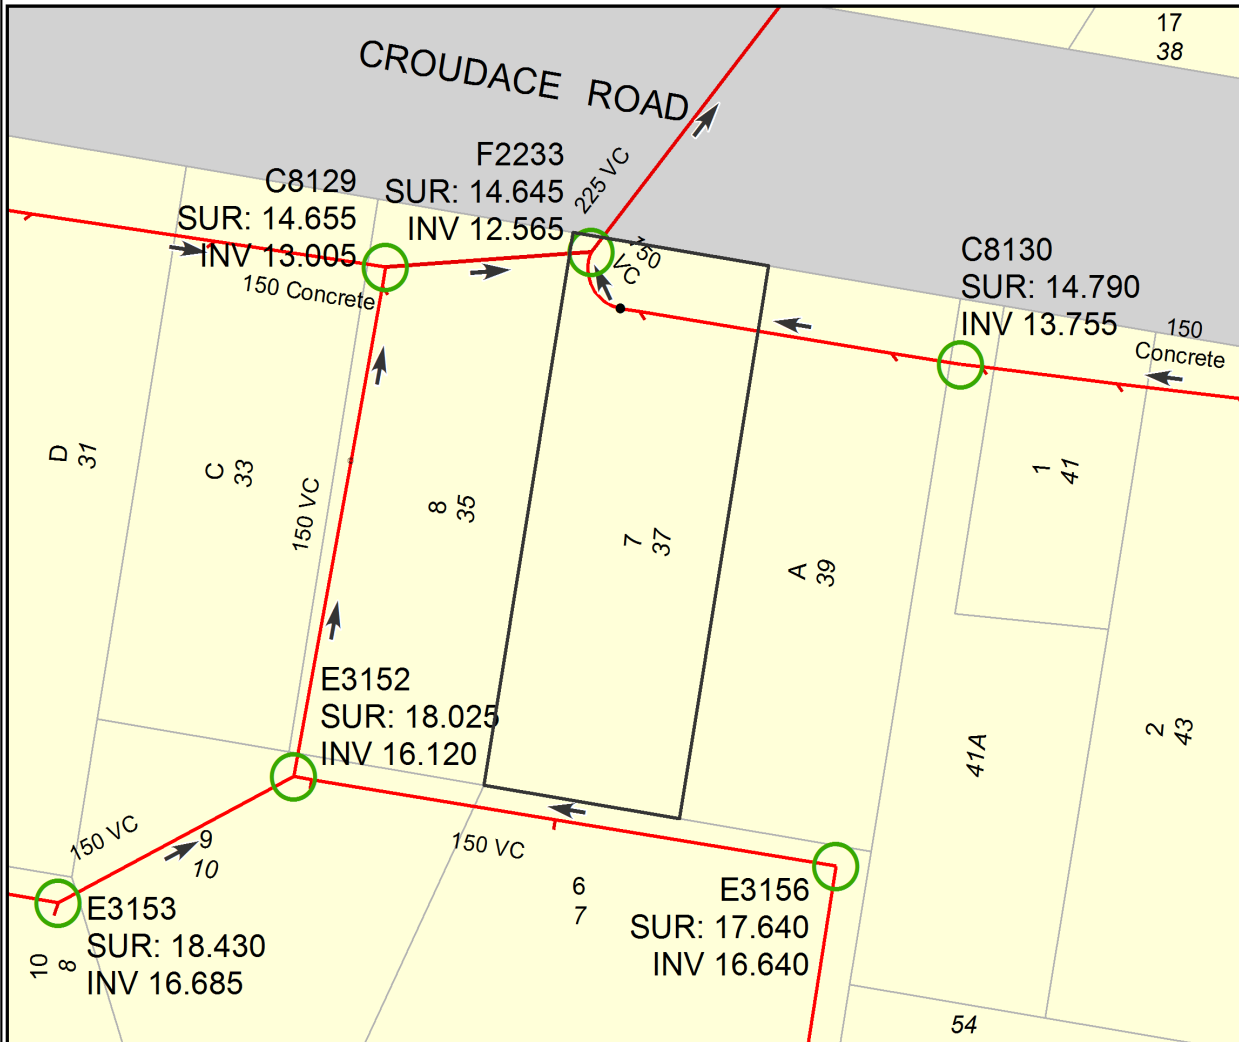 17
38
CROUDACE ROAD
F2233
SUR: 14.645
INV 12.565
225 VC
C8129
SUR: 14.655
INV 13.005
150 Concrete
150
VC
C8130
SUR: 14.790
INV 13.755
150
Concrete
D
31
C
33
150 VC
8
35
7
37
A
39
1
41
E3152
SUR: 18.025
INV 16.120
41A
2
43
150 VC
9
10
150 VC
6
7
E3156
SUR: 17.640
INV 16.640
E3153
SUR: 18.430
INV 16.685
10
8
54